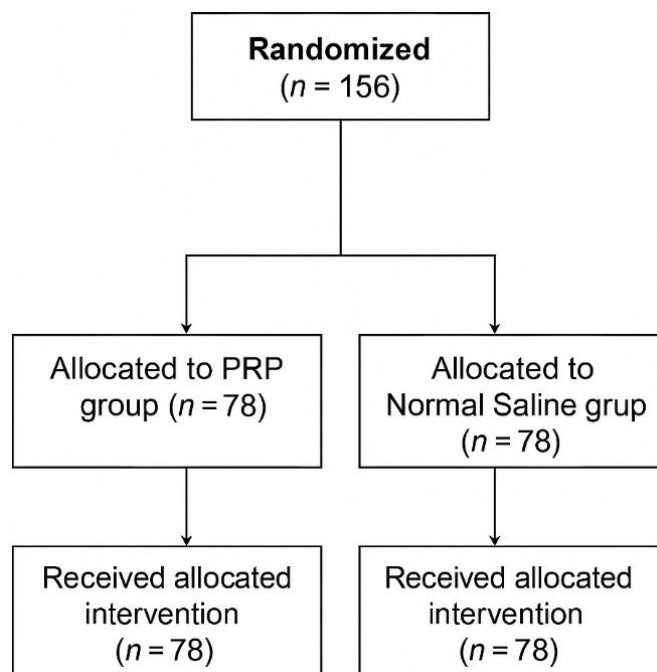 Randomized
(n = 156)
Allocated to PRP
group (n = 78)
Allocated to
Normal Saline grup
(n = 78)
Received allocated
intervention
(n = 78)
Received allocated
intervention
(n = 78)